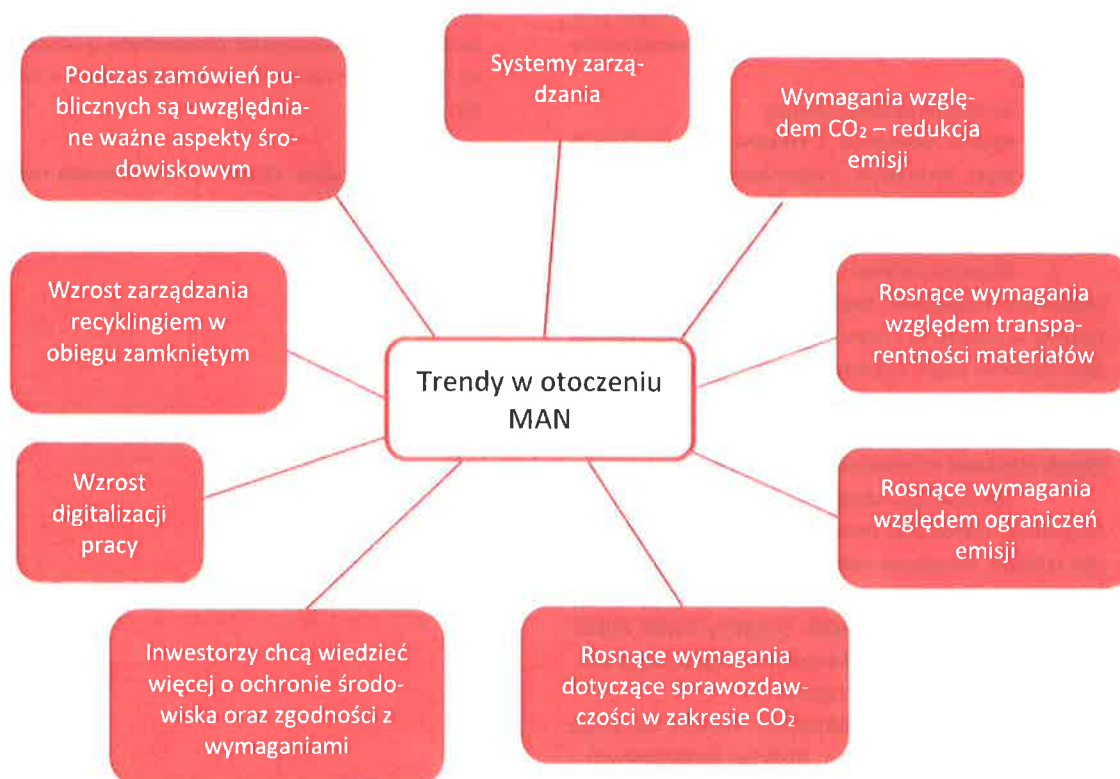 Podczas zamówień pu-
blicznych są uwzględnia-
ne ważne aspekty śro-
dowiskowym
Systemy zarzą-
dzania
Wymagania wzglę-
dem CO₂ – redukcja
emisji
Wzrost zarządzania
recyklingiem w
obiegu zamkniętym
Rosnące wymagania
względem transpa-
rentności materiałów
Trendy w otoczeniu
MAN
Wzrost
digitalizacji
pracy
Rosnące wymagania
względem ograniczeń
emisji
Inwestorzy chcą wiedzieć
więcej o ochronie środo-
wiska oraz zgodności z
wymaganiami
Rosnące wymagania
dotyczące sprawozdaw-
czości w zakresie CO₂